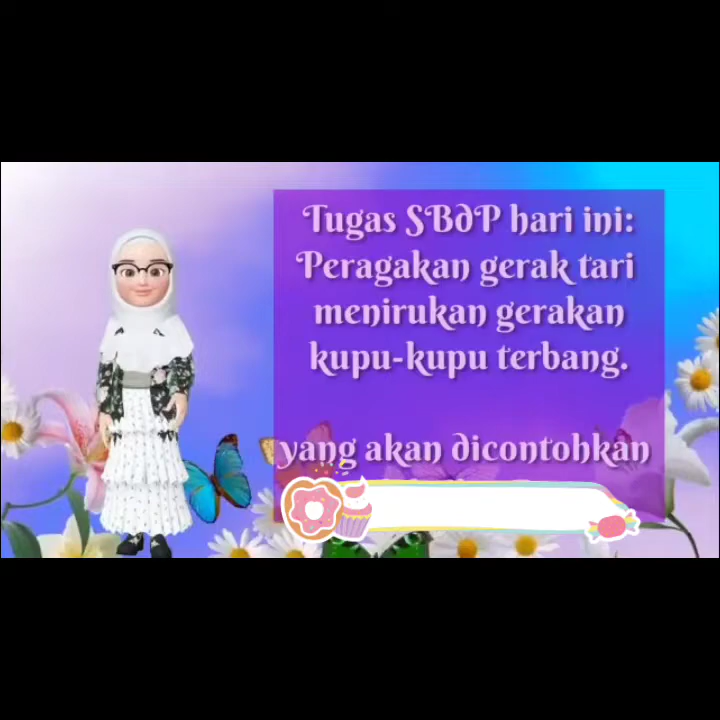 Tugas SBdP hari ini:
Peragakan gerak tari
menirukan gerakan
kupu-kupu terbang.
yang akan dicontohkan